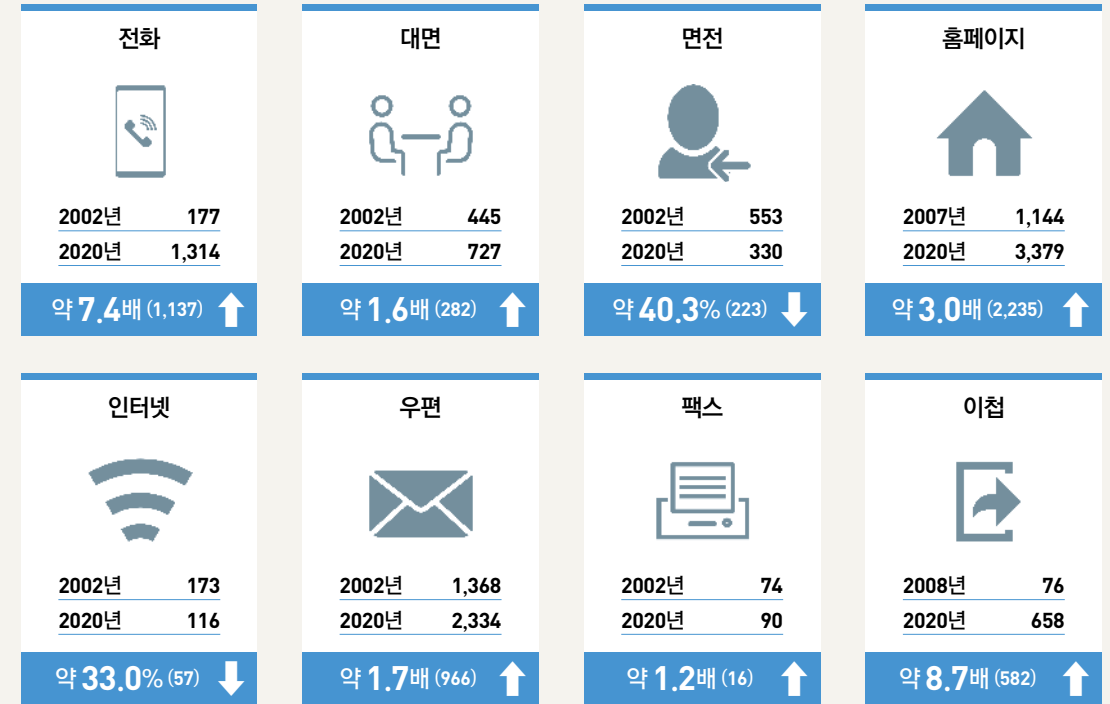 전화
2002년 177
2020년 1,314
약 7.4배 (1,137)
대면
2002년 445
2020년 727
약 1.6배 (282)
면전
2002년 553
2020년 330
약 40.3% (223)
홈페이지
2007년 1,144
2020년 3,379
약 3.0배 (2,235)
인터넷
2002년 173
2020년 116
약 33.0% (57)
우편
2002년 1,368
2020년 2,334
약 1.7배 (966)
팩스
2002년 74
2020년 90
약 1.2배 (16)
이첩
2008년 76
2020년 658
약 8.7배 (582)